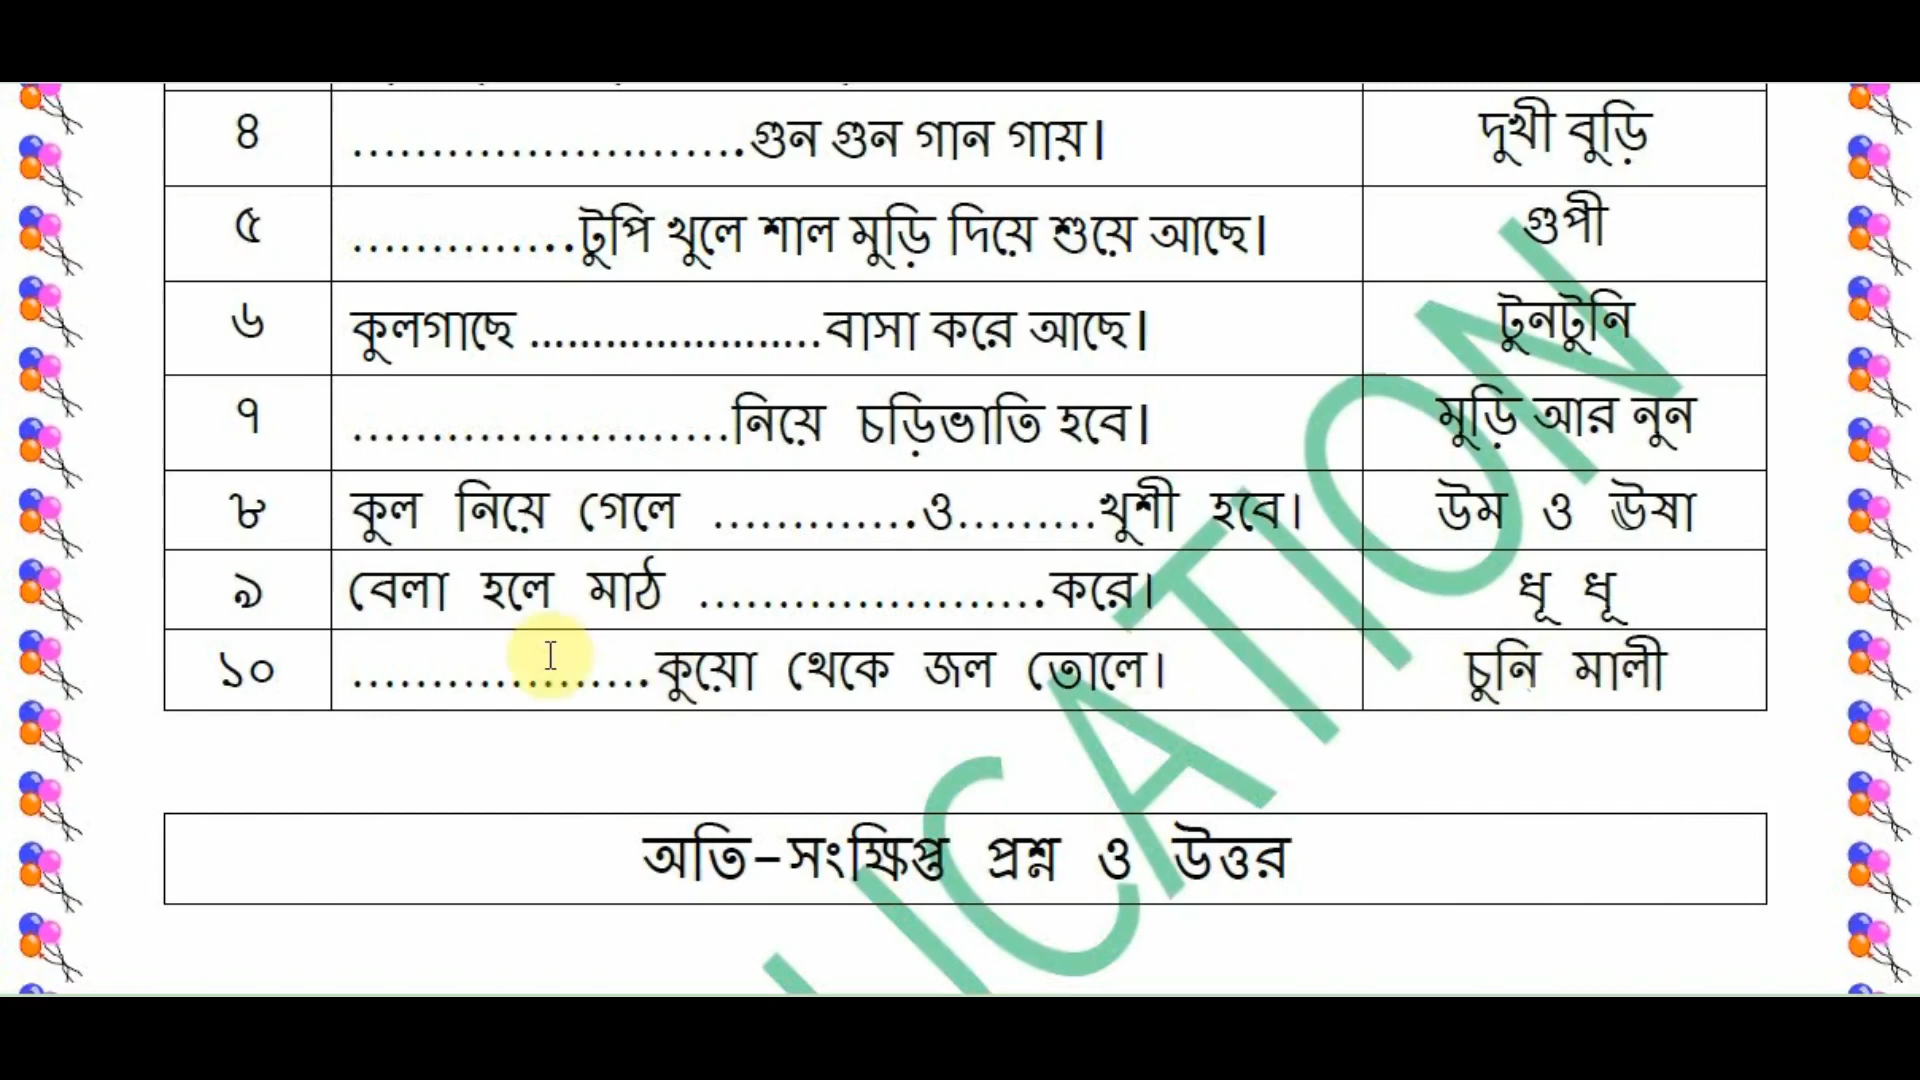 ৪ .........................গুন গুন গান গায়। দুখী বুড়ি
৫ ..............টুপি খুলে শাল মুড়ি দিয়ে শুয়ে আছে। গুপী
৬ কুলগাছে .......................বাসা করে আছে। টুনটুনি
৭ ........................নিয়ে চড়িভাতি হবে। মুড়ি আর নুন
৮ কুল নিয়ে গেলে .............ও.........খুশী হবে। উম ও ঊষা
৯ বেলা হলে মাঠ ......................করে। ধূ ধূ
১০ ...................কুয়ো থেকে জল তোলে। চুনি মালী
অতি-সংক্ষিপ্ত প্রশ্ন ও উত্তর
LICATION